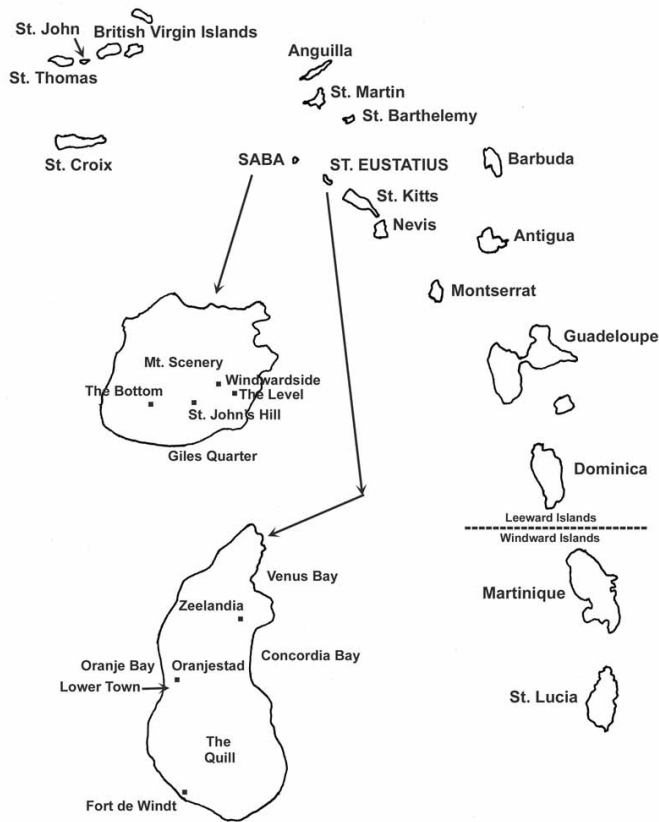 St. John
British Virgin Islands
St. Thomas
Anguilla
St. Martin
St. Barthelemy
St. Croix
SABA
ST. EUSTATIUS
Barbuda
St. Kitts
Nevis
Antigua
Montserrat
Guadeloupe
Mt. Scenery
Windwardside
The Bottom
The Level
St. John's Hill
Giles Quarter
Dominica
Leeward Islands
Windward Islands
Venus Bay
Martinique
Zeelandia
Oranje Bay
Oranjestad
Concordia Bay
Lower Town
St. Lucia
The
Quill
Fort de Windt